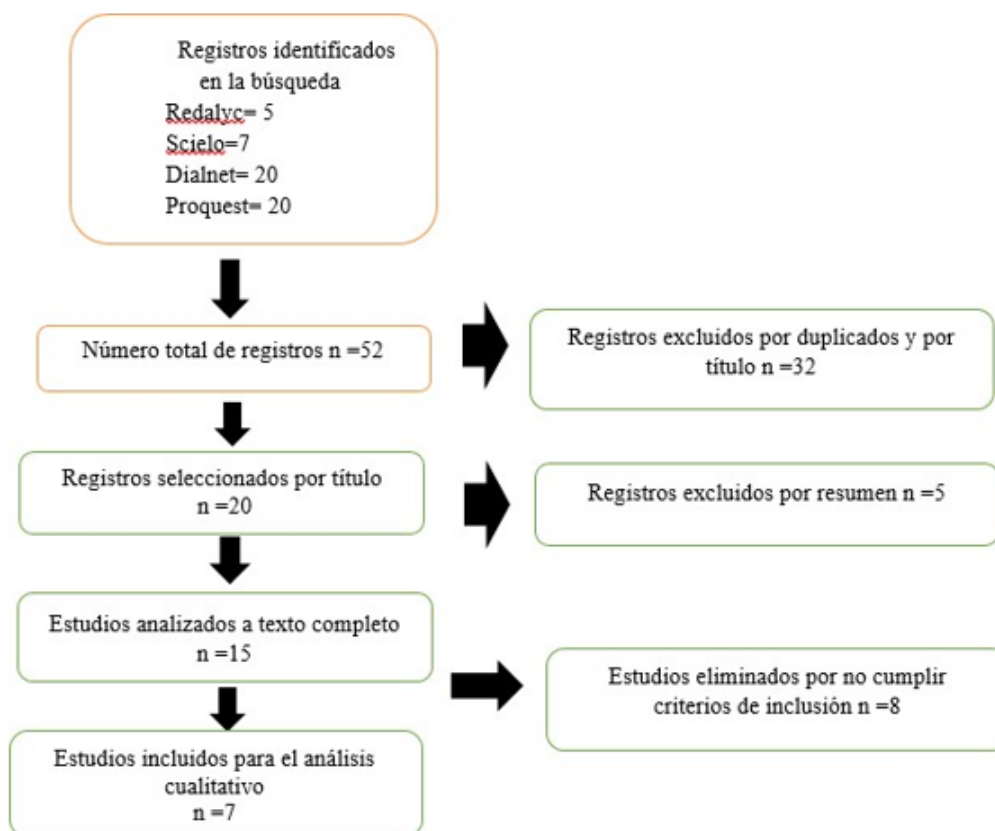 Registros identificados
en la búsqueda
Redalyc= 5
Scielo=7
Dialnet= 20
Proquest= 20
Número total de registros n =52
Registros excluidos por duplicados y por
título n =32
Registros seleccionados por título
n =20
Registros excluidos por resumen n =5
Estudios analizados a texto completo
n =15
Estudios eliminados por no cumplir
criterios de inclusión n =8
Estudios incluidos para el análisis
cualitativo
n =7